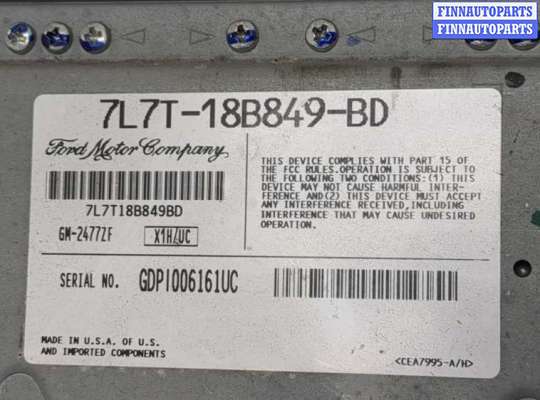 FINNAUTOPARTS
FINNAUTOPARTS
7L7T-18B849-BD
Ford Motor Company
7L7T18B849BD
GM-2477ZF X1H/UC
THIS DEVICE COMPLIES WITH PART 15 OF
THE FCC RULES.OPERATION IS SUBJECT TO
THE FOLLOWING TWO CONDITIONS:(1) THIS
DEVICE MAY NOT CAUSE HARMFUL INTER-
FERENCE AND(2) THIS DEVICE MUST ACCEPT
ANY INTERFERENCE RECEIVED,INCLUDING
INTERFERENCE THAT MAY CAUSE UNDESIRED
OPERATION.
SERIAL NO. GDPI006161UC
MADE IN U.S.A. OF U.S.
AND IMPORTED COMPONENTS
<CEA7995-A/H>